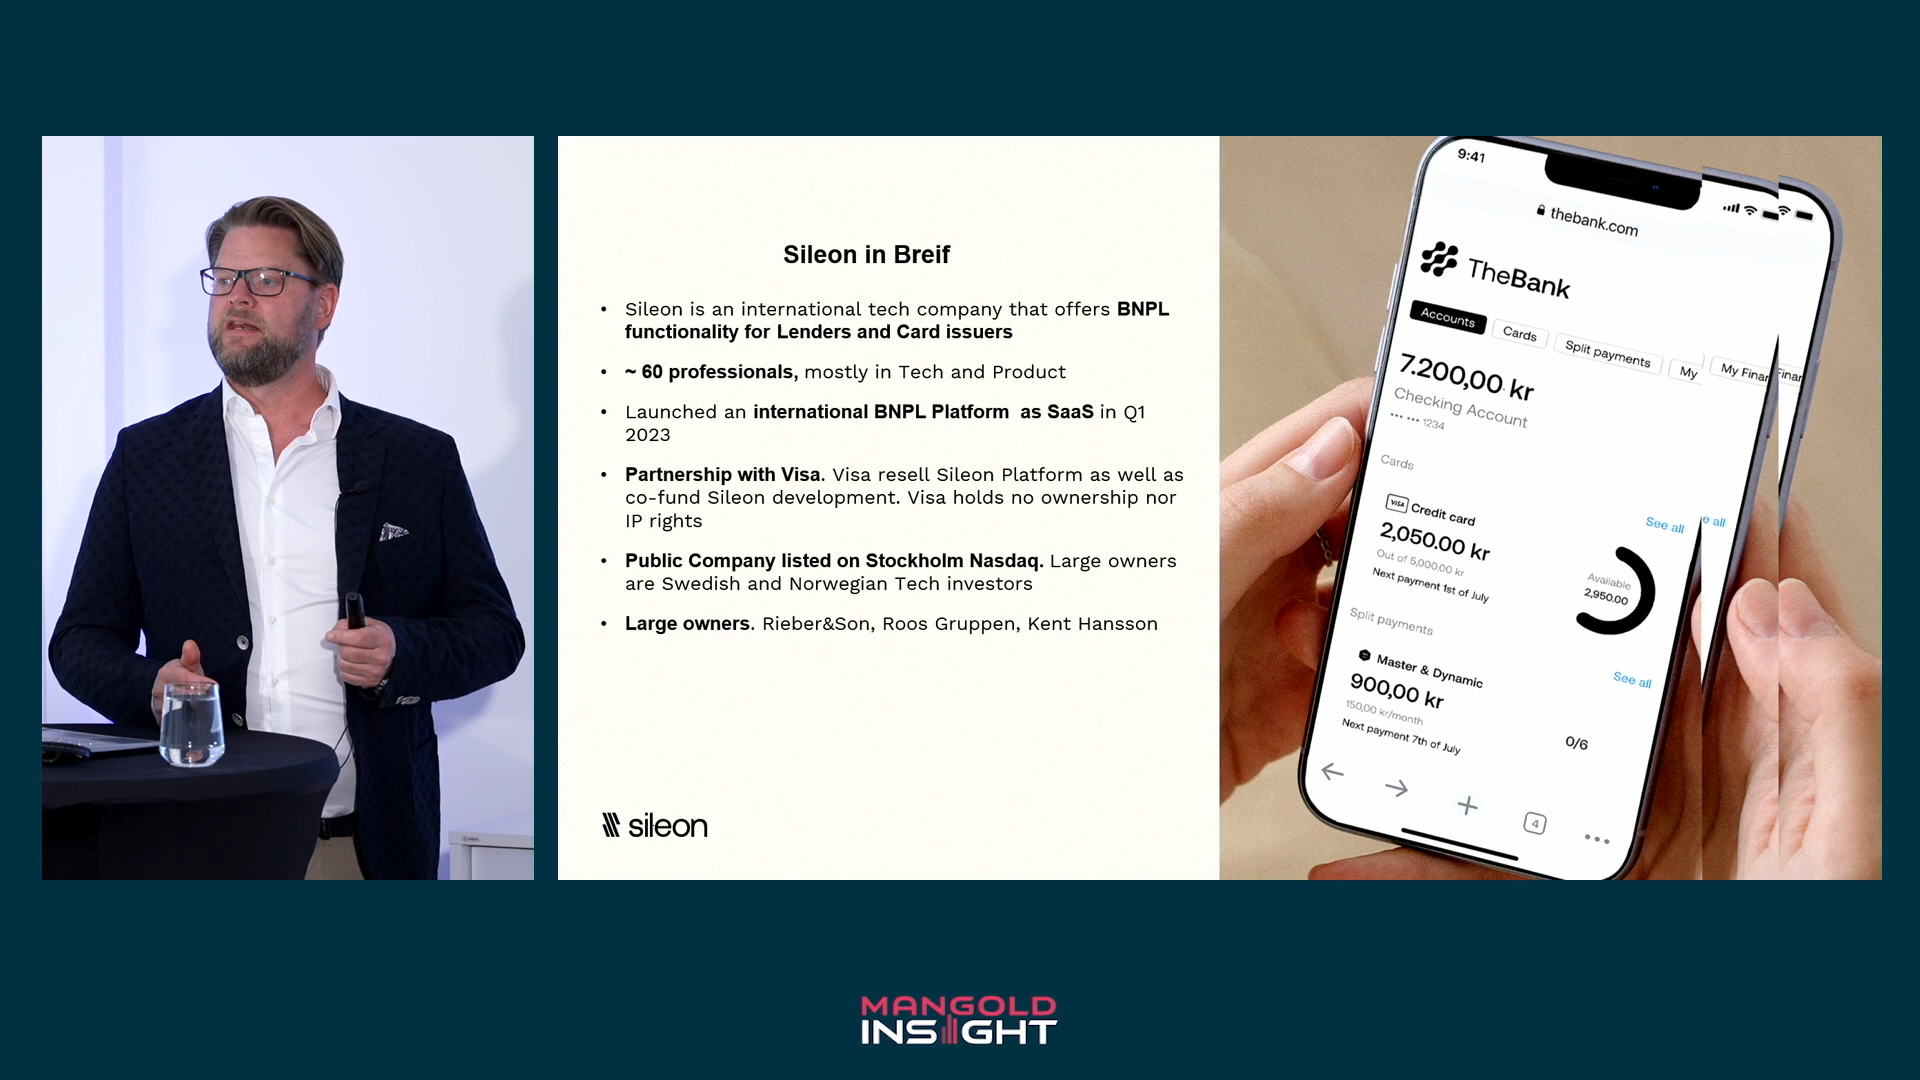 Sileon in Breif
• Sileon is an international tech company that offers BNPL
functionality for Lenders and Card issuers
• ~ 60 professionals, mostly in Tech and Product
• Launched an international BNPL Platform as SaaS in Q1
2023
• Partnership with Visa. Visa resell Sileon Platform as well as
co-fund Sileon development. Visa holds no ownership nor
IP rights
• Public Company listed on Stockholm Nasdaq. Large owners
are Swedish and Norwegian Tech investors
• Large owners. Rieber&Son, Roos Gruppen, Kent Hansson
sileon
9:41
thebank.com
TheBank
Accounts Cards Split payments My My Finan Finan
7.200,00 kr
Checking Account
••• ••• 1234
Cards
VISA Credit card
See all e all
2,050.00 kr
Out of 5,000.00 kr
Next payment 1st of July
Available
2,950.00
Split payments
Master & Dynamic
See all
900,00 kr
150,00 kr/month
Next payment 7th of July
0/6
4
MANGOLD
INSIGHT